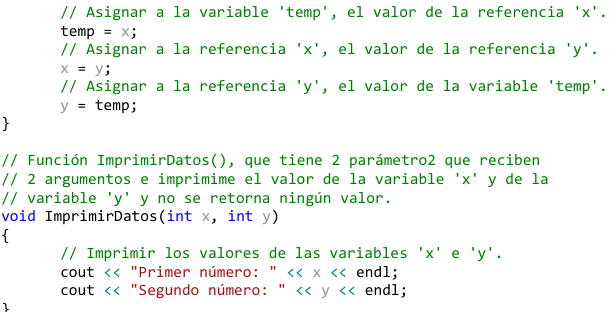 // Asignar a la variable 'temp', el valor de la referencia 'x'.
temp = x;
// Asignar a la referencia 'x', el valor de la referencia 'y'.
x = y;
// Asignar a la referencia 'y', el valor de la variable 'temp'.
y = temp;
}
// Función ImprimirDatos(), que tiene 2 parámetro2 que reciben
// 2 argumentos e imprimime el valor de la variable 'x' y de la
// variable 'y' y no se retorna ningún valor.
void ImprimirDatos(int x, int y)
{
// Imprimir los valores de las variables 'x' e 'y'.
cout << "Primer número: " << x << endl;
cout << "Segundo número: " << y << endl;
}